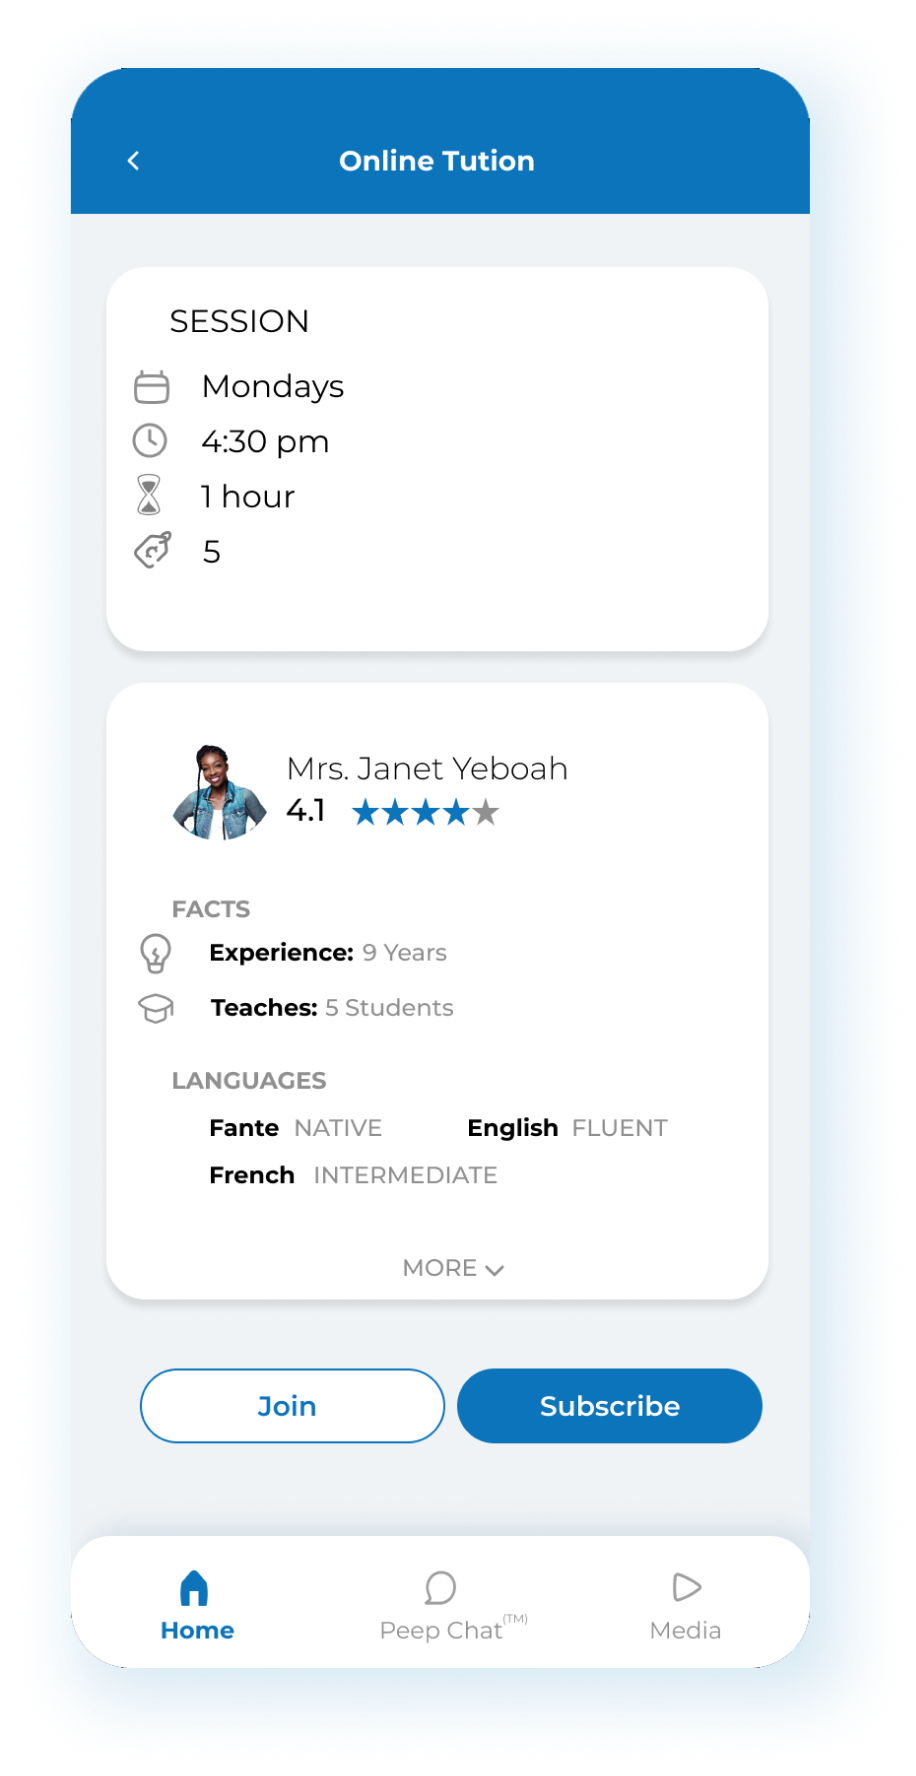 Online Tution
SESSION
Mondays
4:30 pm
1 hour
5
Mrs. Janet Yeboah
4.1
FACTS
Experience: 9 Years
Teaches: 5 Students
LANGUAGES
Fante NATIVE English FLUENT
French INTERMEDIATE
MORE
Join Subscribe
Home Peep Chat(TM) Media